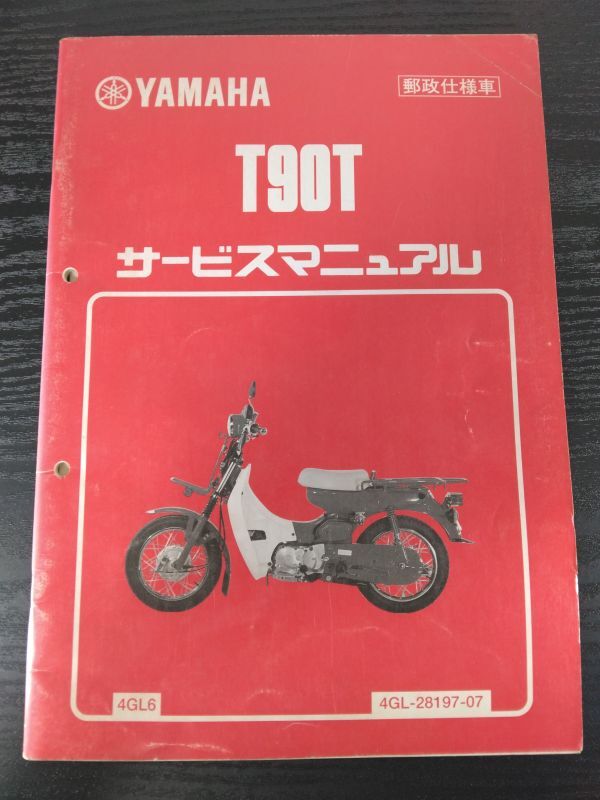 YAMAHA
郵政仕様車
T90T
サービスマニュアル
4GL6
4GL-28197-07